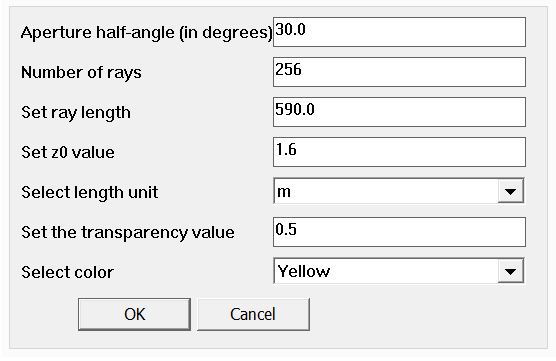 Aperture half-angle (in degrees) 30.0
Number of rays 256
Set ray length 590.0
Set z0 value 1.6
Select length unit m
Set the transparency value 0.5
Select color Yellow
OK Cancel